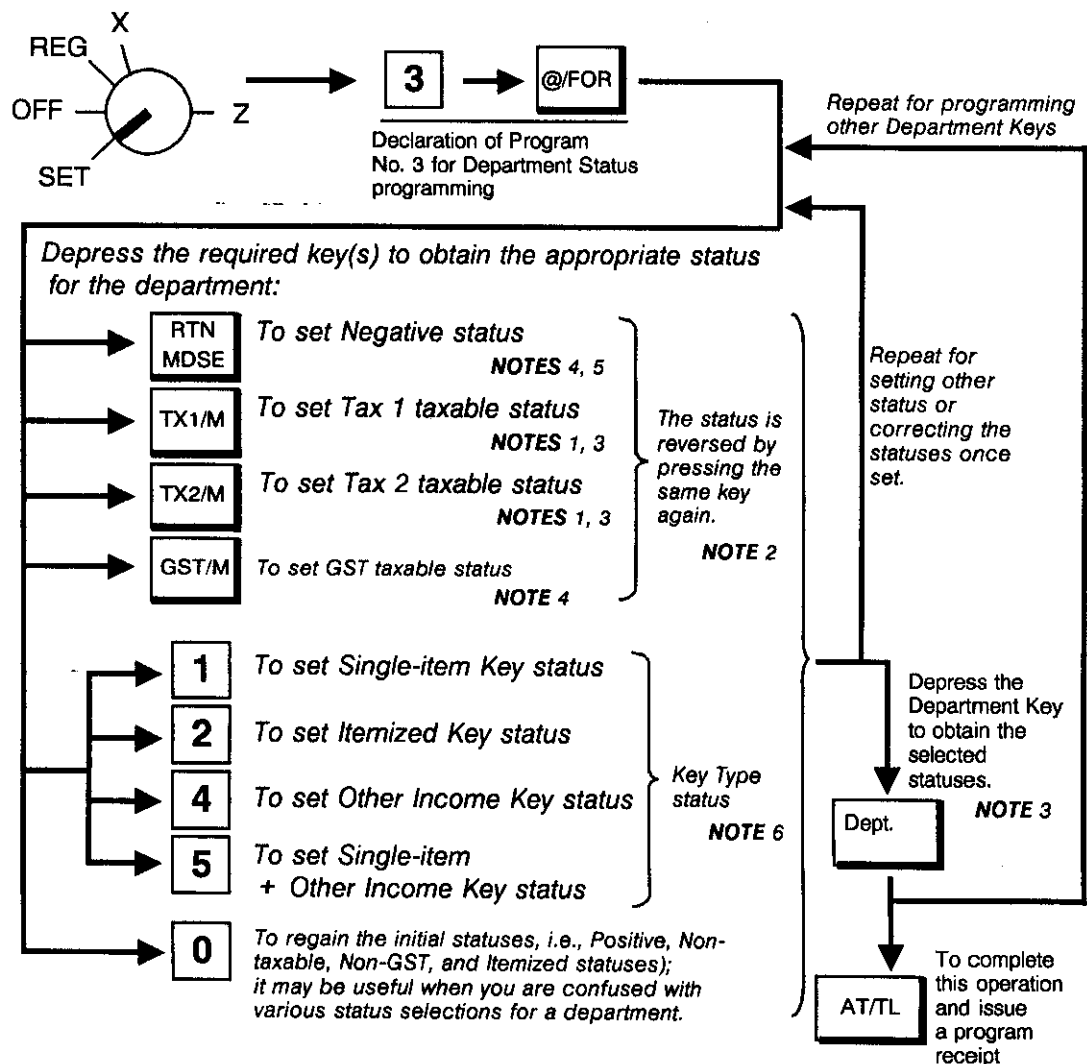 X
REG
OFF
Z
SET
3
@/FOR
Declaration of Program
No. 3 for Department Status
programming
Repeat for programming
other Department Keys
Depress the required key(s) to obtain the appropriate status
for the department:
RTN
MDSE
To set Negative status
NOTES 4, 5
TX1/M
To set Tax 1 taxable status
NOTES 1, 3
TX2/M
To set Tax 2 taxable status
NOTES 1, 3
GST/M
To set GST taxable status
NOTE 4
The status is
reversed by
pressing the
same key
again.
NOTE 2
Repeat for
setting other
status or
correcting the
statuses once
set.
1
To set Single-item Key status
2
To set Itemized Key status
4
To set Other Income Key status
5
To set Single-item
+ Other Income Key status
Key Type
status
NOTE 6
0
To regain the initial statuses, i.e., Positive, Non-
taxable, Non-GST, and Itemized statuses);
it may be useful when you are confused with
various status selections for a department.
Depress the
Department Key
to obtain the
selected
statuses.
NOTE 3
Dept.
AT/TL
To complete
this operation
and issue
a program
receipt